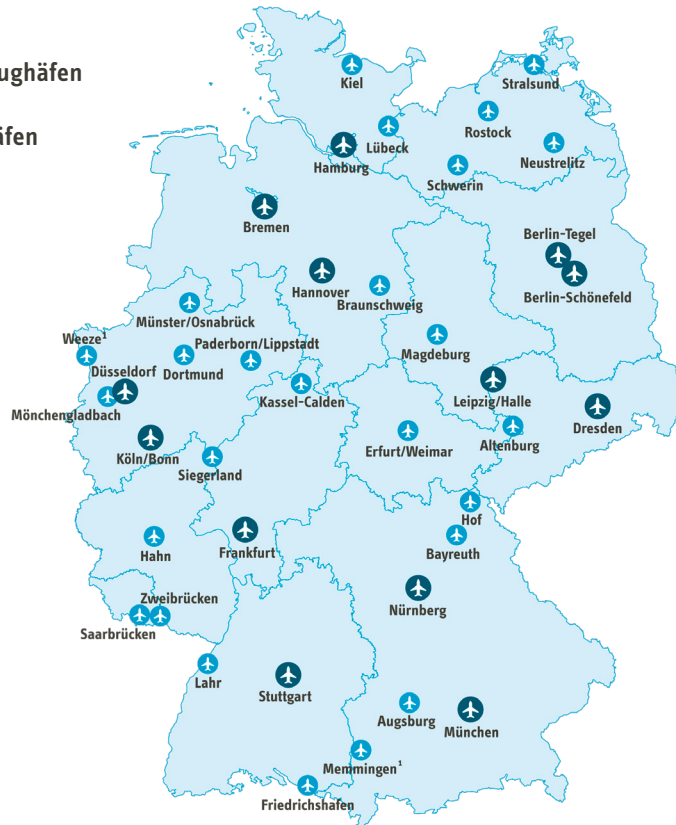 ughäfen
äfen
Kiel
Stralsund
Rostock
Lübeck
Hamburg
Neustrelitz
Schwerin
Bremen
Berlin-Tegel
Hannover
Braunschweig
Berlin-Schönefeld
Münster/Osnabrück
Weeze¹
Paderborn/Lippstadt
Magdeburg
Düsseldorf
Dortmund
Kassel-Calden
Leipzig/Halle
Mönchengladbach
Dresden
Köln/Bonn
Erfurt/Weimar
Altenburg
Siegerland
Hof
Hahn
Frankfurt
Bayreuth
Zweibrücken
Nürnberg
Saarbrücken
Lahr
Stuttgart
Augsburg
München
Memmingen¹
Friedrichshafen